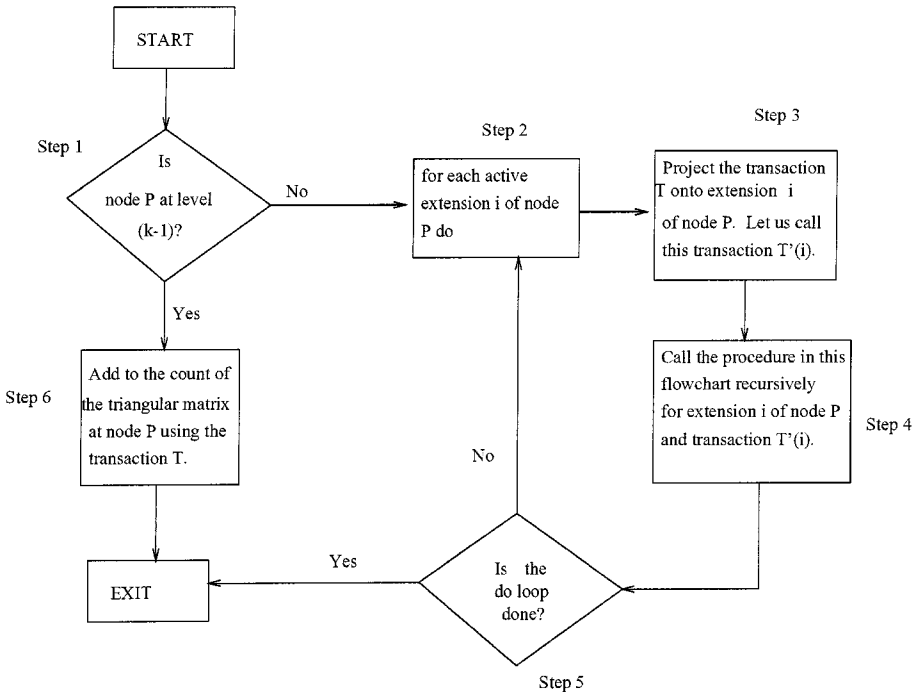 START
Step 1
Is
node P at level
(k-1)?
No
Yes
Step 2
for each active
extension i of node
P do
Step 3
Project the transaction
T onto extension i
of node P. Let us call
this transaction T’(i).
Call the procedure in this
flowchart recursively
for extension i of node P
and transaction T’(i).
Step 4
Step 6
Add to the count of
the triangular matrix
at node P using the
transaction T.
No
Yes
Is the
do loop
done?
Step 5
EXIT